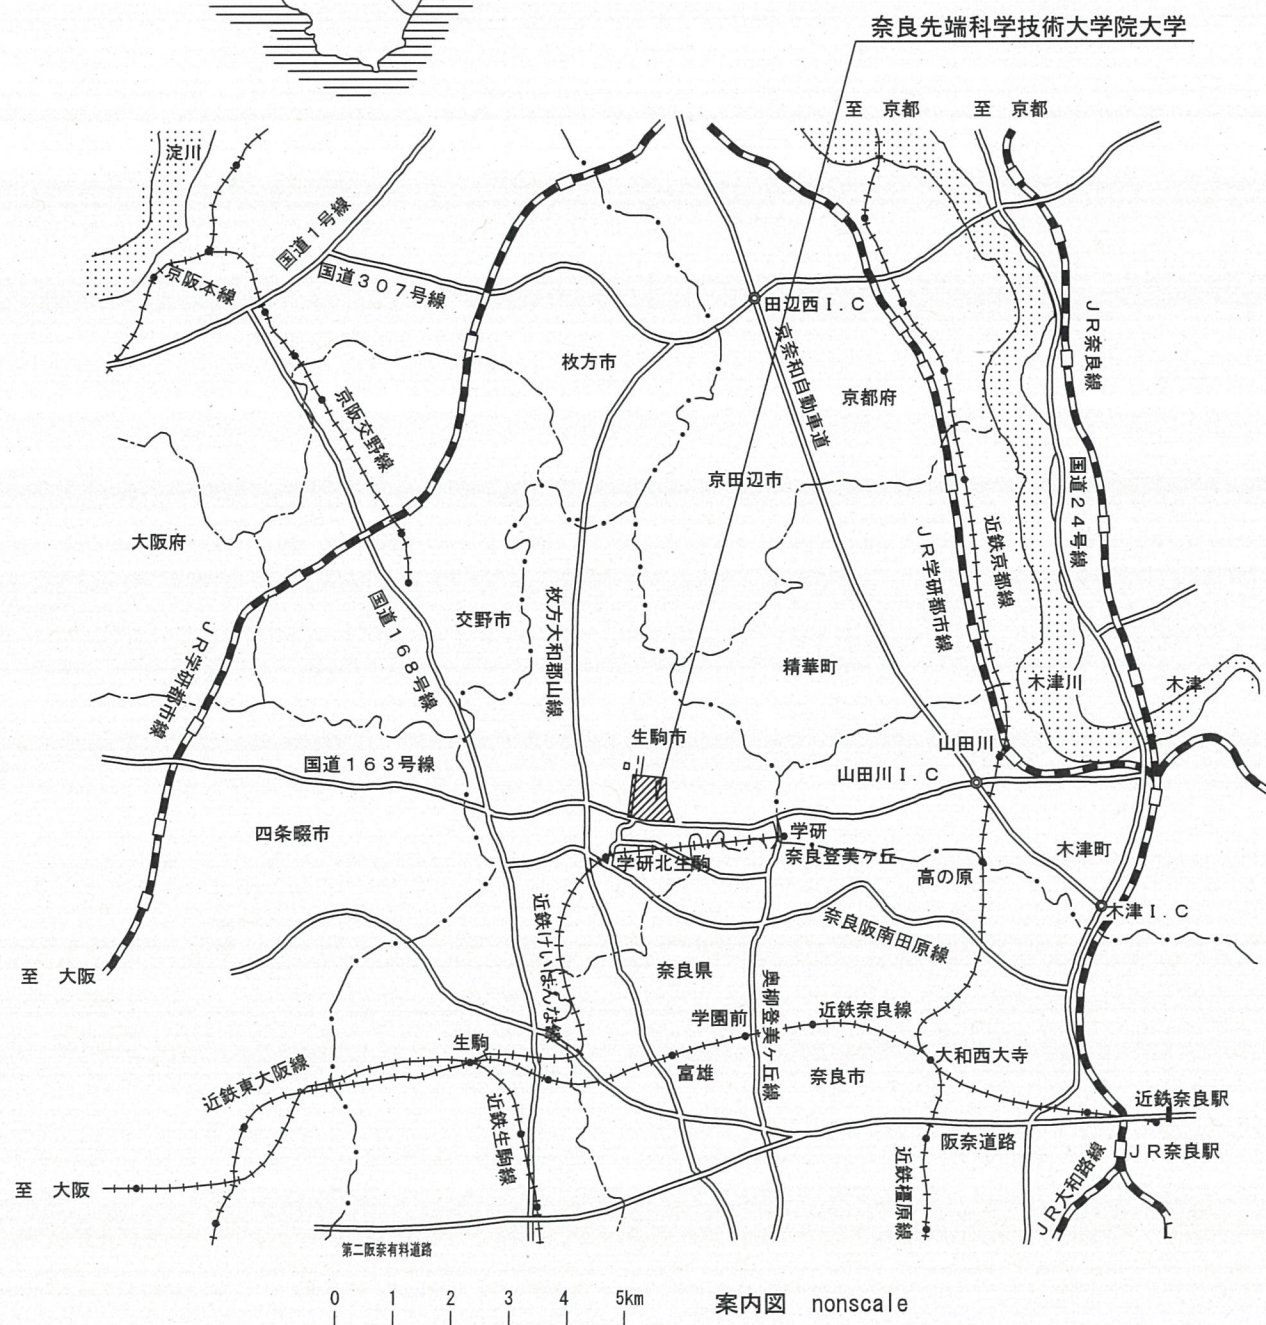 奈良先端科学技術大学院大学
至 京都
至 京都
淀川
国道1号線
京阪本線
国道307号線
田辺西I.C
枚方市
京奈和自動車道
京都府
JR奈良線
京阪交野線
京田辺市
国道24号線
大阪府
近鉄京都線
JR学研都市線
国道168号線
交野市
枚方大和郡山線
JR学研都市線
精華町
木津川
木津
生駒市
山田川
国道163号線
山田川I.C
四条畷市
学研
奈良登美ヶ丘
学研北生駒
高の原
木津町
近鉄けいはんな線
奈良阪南田原線
木津I.C
至 大阪
奈良県
奥柳登美ヶ丘線
学園前
近鉄奈良線
生駒
大和西大寺
富雄
奈良市
近鉄東大阪線
近鉄生駒線
近鉄奈良駅
阪奈道路
JR奈良駅
近鉄橿原線
JR大和路線
至 大阪
第二阪奈有料道路
0 1 2 3 4 5km
案内図 nonscale